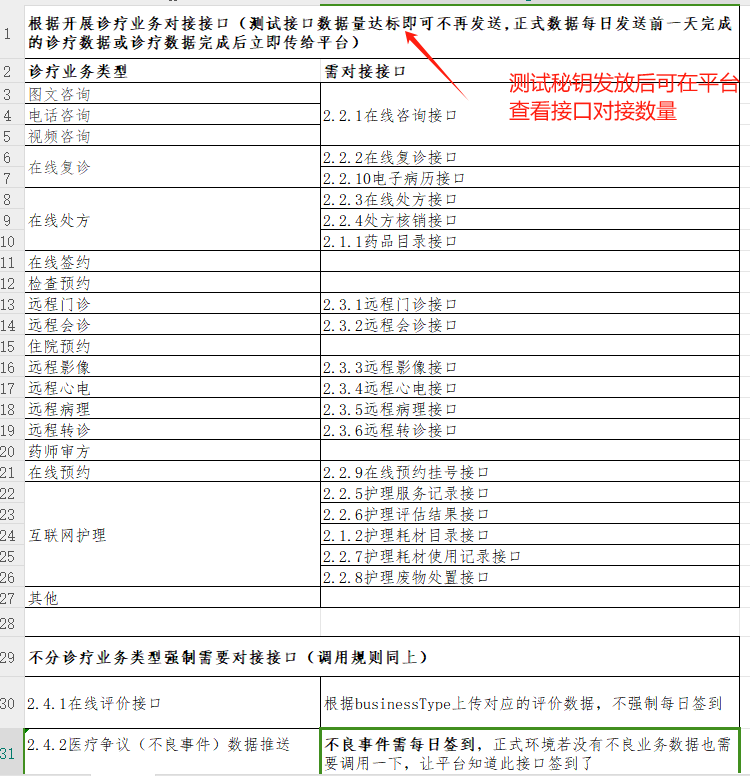 1
根据开展诊疗业务对接接口（测试接口数据量达标即可不再发送,正式数据每日发送前一天完成
的诊疗数据或诊疗数据完成后立即传给平台）
2 诊疗业务类型 需对接接口
测试秘钥发放后可在平台
查看接口对接数量
3 图文咨询
4 电话咨询 2.2.1在线咨询接口
5 视频咨询
6 2.2.2在线复诊接口
在线复诊
7 2.2.10电子病历接口
8 2.2.3在线处方接口
9 在线处方 2.2.4处方核销接口
10 2.1.1药品目录接口
11 在线签约
12 检查预约
13 远程门诊 2.3.1远程门诊接口
14 远程会诊 2.3.2远程会诊接口
15 住院预约
16 远程影像 2.3.3远程影像接口
17 远程心电 2.3.4远程心电接口
18 远程病理 2.3.5远程病理接口
19 远程转诊 2.3.6远程转诊接口
20 药师审方
21 在线预约 2.2.9在线预约挂号接口
22 2.2.5护理服务记录接口
23 2.2.6护理评估结果接口
24 互联网护理 2.1.2护理耗材目录接口
25 2.2.7护理耗材使用记录接口
26 2.2.8护理废物处置接口
27 其他
28
29 不分诊疗业务类型强制需要对接接口（调用规则同上）
30 2.4.1在线评价接口 根据businessType上传对应的评价数据，不强制每日签到
31 2.4.2医疗争议（不良事件）数据推送 不良事件需每日签到，正式环境若没有不良业务数据也需
要调用一下，让平台知道此接口签到了